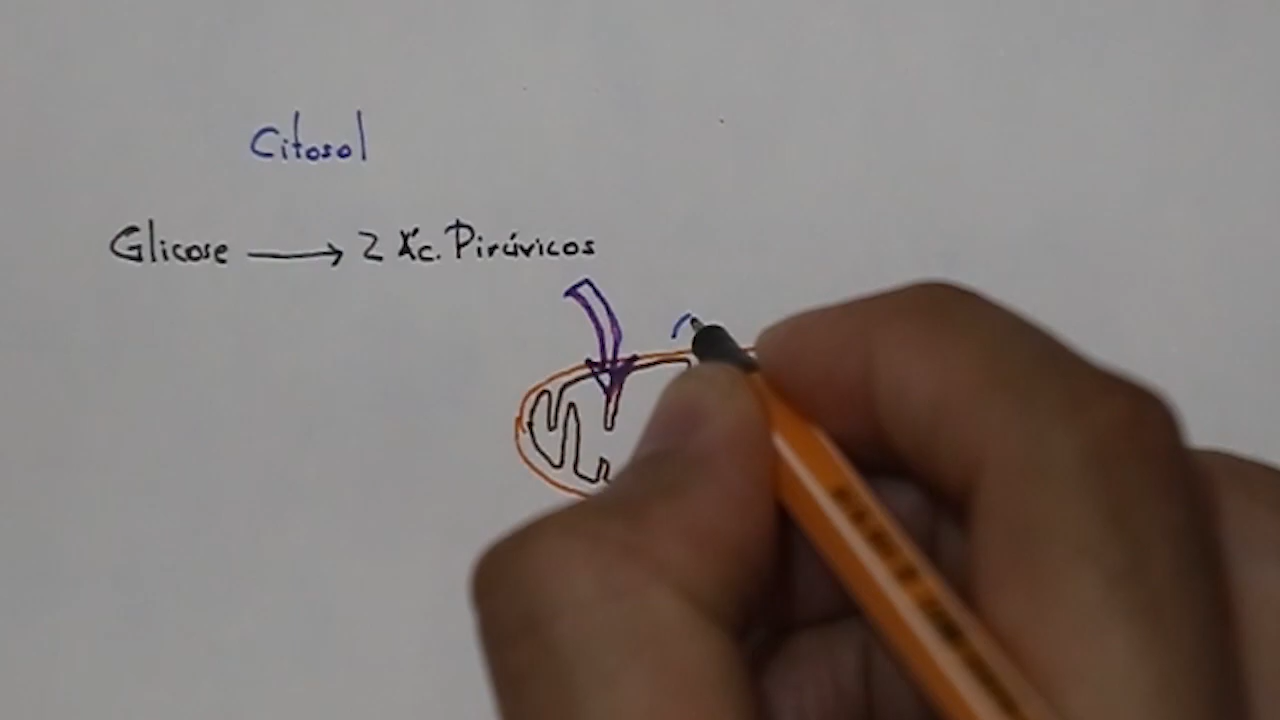 Citosol
Glicose → 2 Ác. Pirúvicos